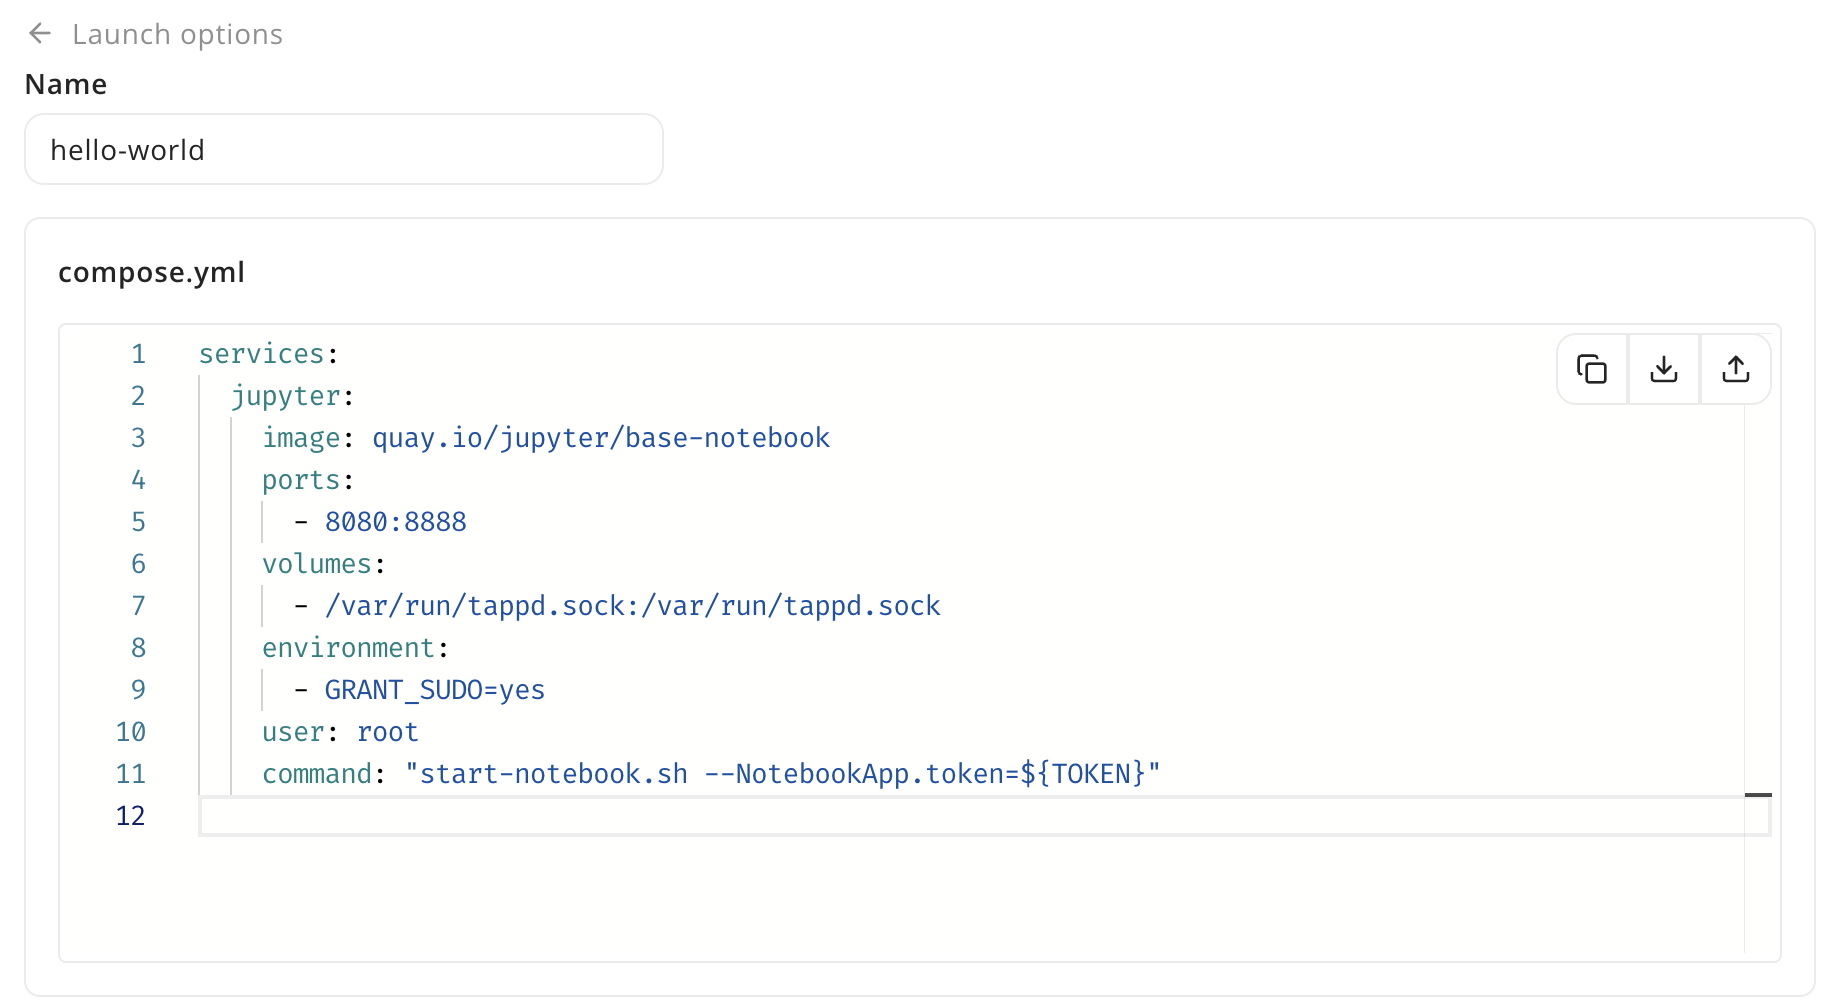 Launch options
Name
hello-world
compose.yml
1 services:
2   jupyter:
3     image: quay.io/jupyter/base-notebook
4     ports:
5       - 8080:8888
6     volumes:
7       - /var/run/tappd.sock:/var/run/tappd.sock
8     environment:
9       - GRANT_SUDO=yes
10     user: root
11     command: "start-notebook.sh --NotebookApp.token=${TOKEN}"
12